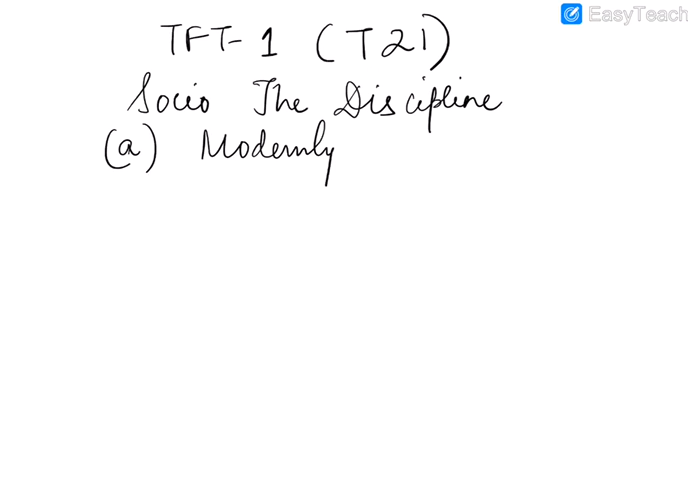 EasyTeach
TFT-1 (T21)
Socio The Discipline
(a) Modernly